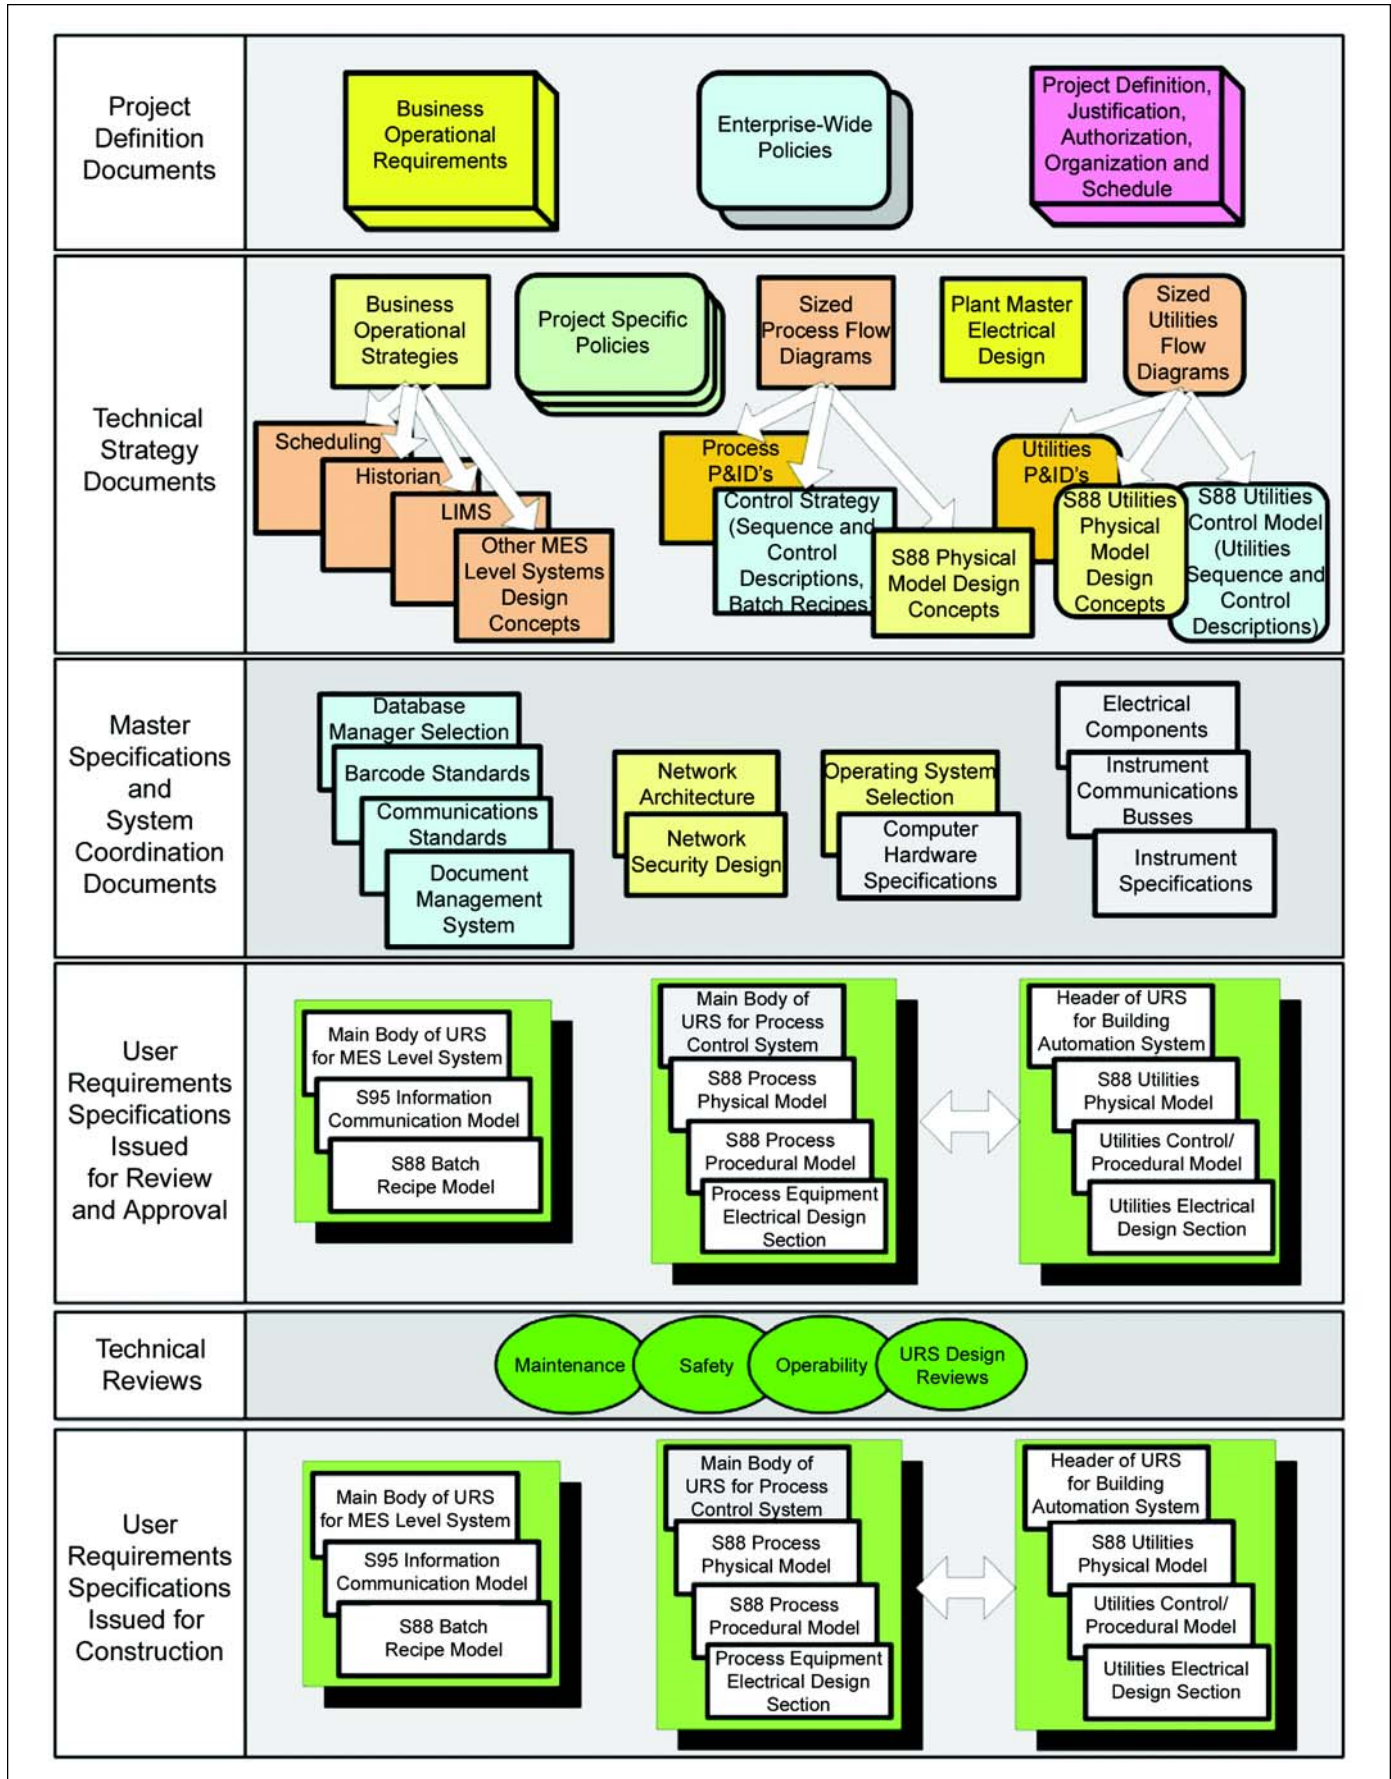 Project
Definition
Documents
Business
Operational
Requirements
Enterprise-Wide
Policies
Project Definition,
Justification,
Authorization,
Organization and
Schedule
Technical
Strategy
Documents
Business
Operational
Strategies
Project Specific
Policies
Sized
Process Flow
Diagrams
Plant Master
Electrical
Design
Sized
Utilities
Flow
Diagrams
Scheduling
Historian
LIMS
Other MES
Level Systems
Design
Concepts
Process
P&ID's
Control Strategy
(Sequence and
Control
Descriptions,
Batch Recipes)
S88 Physical
Model Design
Concepts
Utilities
P&ID's
S88 Utilities
Physical
Model
Design
Concepts
S88 Utilities
Control Model
(Utilities
Sequence and
Control
Descriptions)
Master
Specifications
and
System
Coordination
Documents
Database
Manager Selection
Barcode Standards
Communications
Standards
Document
Management
System
Network
Architecture
Network
Security Design
Operating System
Selection
Computer
Hardware
Specifications
Electrical
Components
Instrument
Communications
Busses
Instrument
Specifications
User
Requirements
Specifications
Issued
for Review
and Approval
Main Body of URS
for MES Level System
S95 Information
Communication Model
S88 Batch
Recipe Model
Main Body of
URS for Process
Control System
S88 Process
Physical Model
S88 Process
Procedural Model
Process Equipment
Electrical Design
Section
Header of URS
for Building
Automation System
S88 Utilities
Physical Model
Utilities Control/
Procedural Model
Utilities Electrical
Design Section
Technical
Reviews
Maintenance
Safety
Operability
URS Design
Reviews
User
Requirements
Specifications
Issued for
Construction
Main Body of URS
for MES Level System
S95 Information
Communication Model
S88 Batch
Recipe Model
Main Body of
URS for Process
Control System
S88 Process
Physical Model
S88 Process
Procedural Model
Process Equipment
Electrical Design
Section
Header of URS
for Building
Automation System
S88 Utilities
Physical Model
Utilities Control/
Procedural Model
Utilities Electrical
Design Section